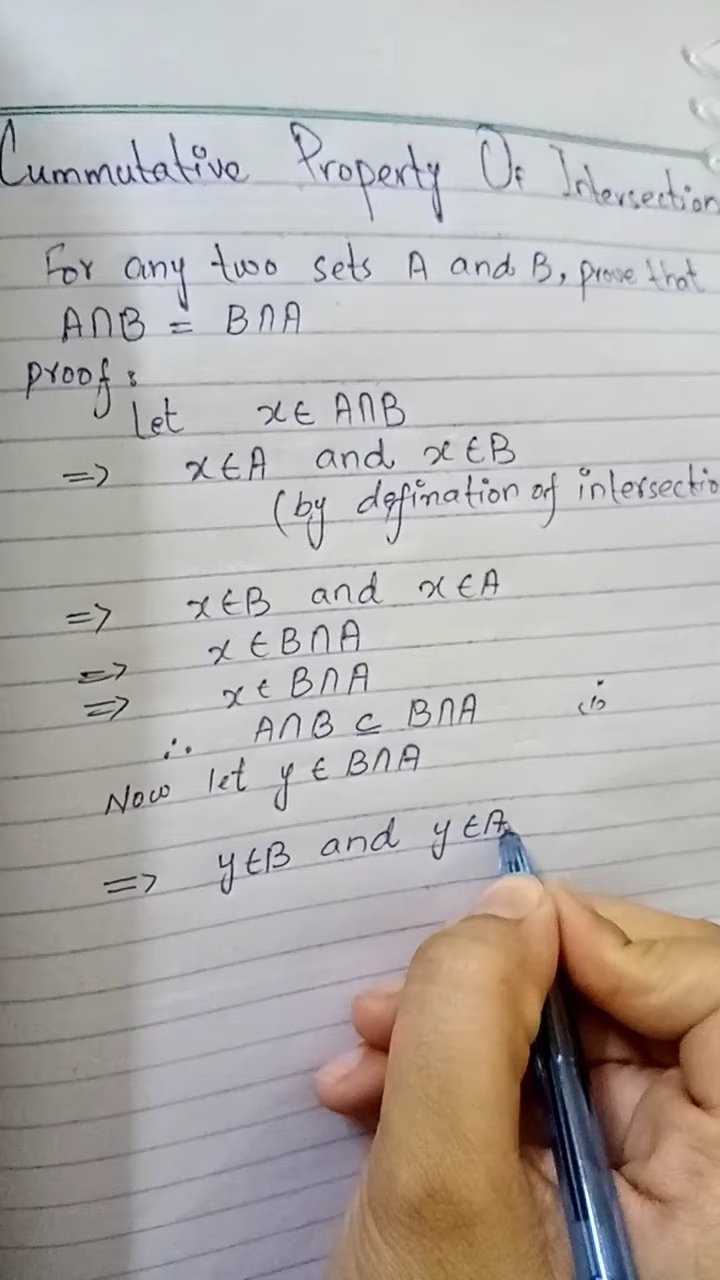 Cummutative Property Of Intersection
For any two sets A and B, prove that
A∩B = B∩A
Proof:
Let x∈A∩B
=> x∈A and x∈B
(by defination of intersectio
=> x∈B and x∈A
=> x∈B∩A
=> x∈B∩A
∴ A∩B ⊆ B∩A (i)
Now let y∈B∩A
=> y∈B and y∈A